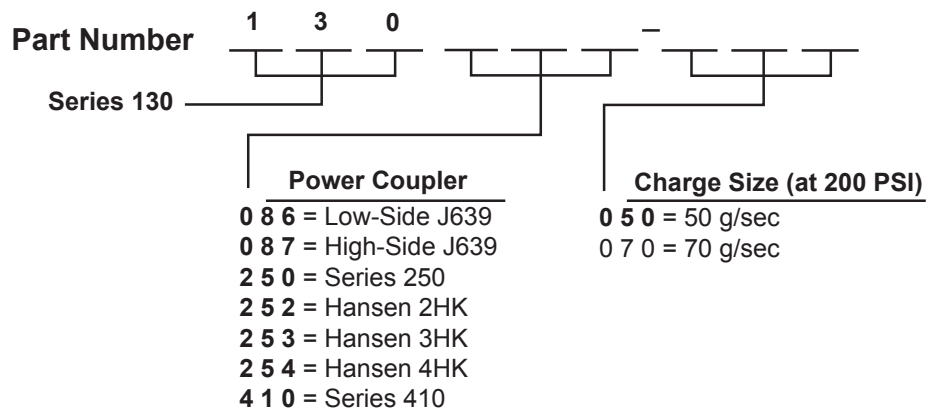 1 3 0
Part Number –
Series 130
Power Coupler
0 8 6 = Low-Side J639
0 8 7 = High-Side J639
2 5 0 = Series 250
2 5 2 = Hansen 2HK
2 5 3 = Hansen 3HK
2 5 4 = Hansen 4HK
4 1 0 = Series 410
Charge Size (at 200 PSI)
0 5 0 = 50 g/sec
0 7 0 = 70 g/sec